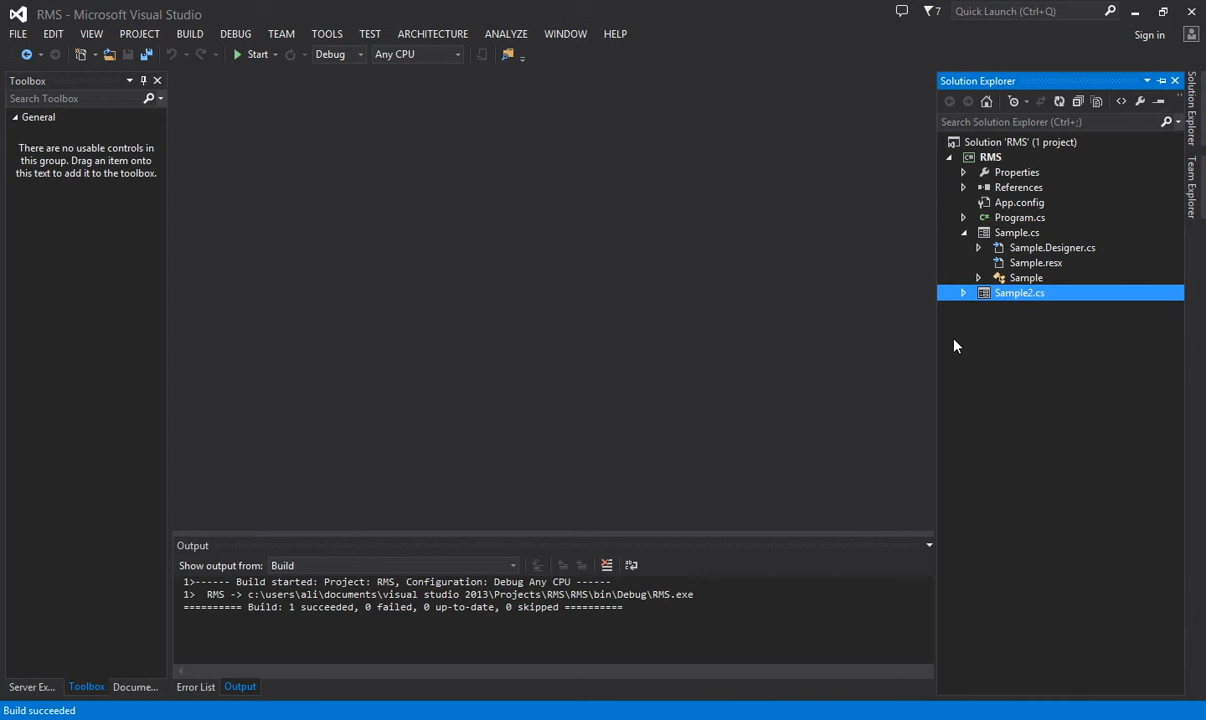 RMS - Microsoft Visual Studio
7
Quick Launch (Ctrl+Q)
FILE EDIT VIEW PROJECT BUILD DEBUG TEAM TOOLS TEST ARCHITECTURE ANALYZE WINDOW HELP
Sign in
Start Debug Any CPU
Toolbox
Search Toolbox
General
There are no usable controls in
this group. Drag an item onto
this text to add it to the toolbox.
Solution Explorer
Search Solution Explorer (Ctrl+;)
Solution 'RMS' (1 project)
RMS
Properties
References
App.config
Program.cs
Sample.cs
Sample.Designer.cs
Sample.resx
Sample
Sample2.cs
Solution Explorer
Team Explorer
Output
Show output from: Build
1>------ Build started: Project: RMS, Configuration: Debug Any CPU ------
1>  RMS -> c:\users\ali\documents\visual studio 2013\Projects\RMS\RMS\bin\Debug\RMS.exe
========== Build: 1 succeeded, 0 failed, 0 up-to-date, 0 skipped ==========
Server Ex... Toolbox Docume...
Error List Output
Build succeeded